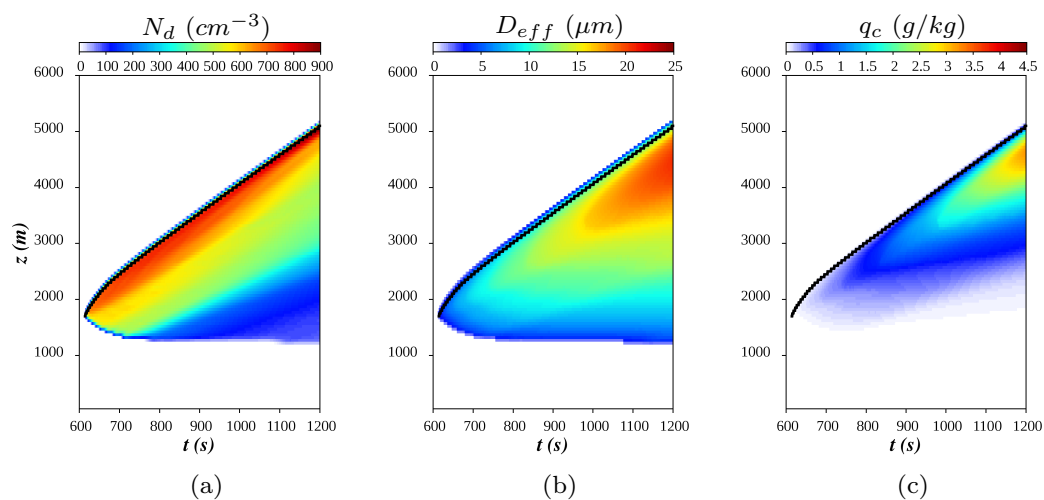 N_d (cm^{-3}) D_{eff} (μm) q_c (g/kg)
0 100 200 300 400 500 600 700 800 900 0 5 10 15 20 25 0 0.5 1 1.5 2 2.5 3 3.5 4 4.5
6000 6000 6000
5000 5000 5000
4000 4000 4000
z (m)
3000 3000 3000
2000 2000 2000
1000 1000 1000
600 700 800 900 1000 1100 1200 600 700 800 900 1000 1100 1200 600 700 800 900 1000 1100 1200
t (s) t (s) t (s)
(a) (b) (c)